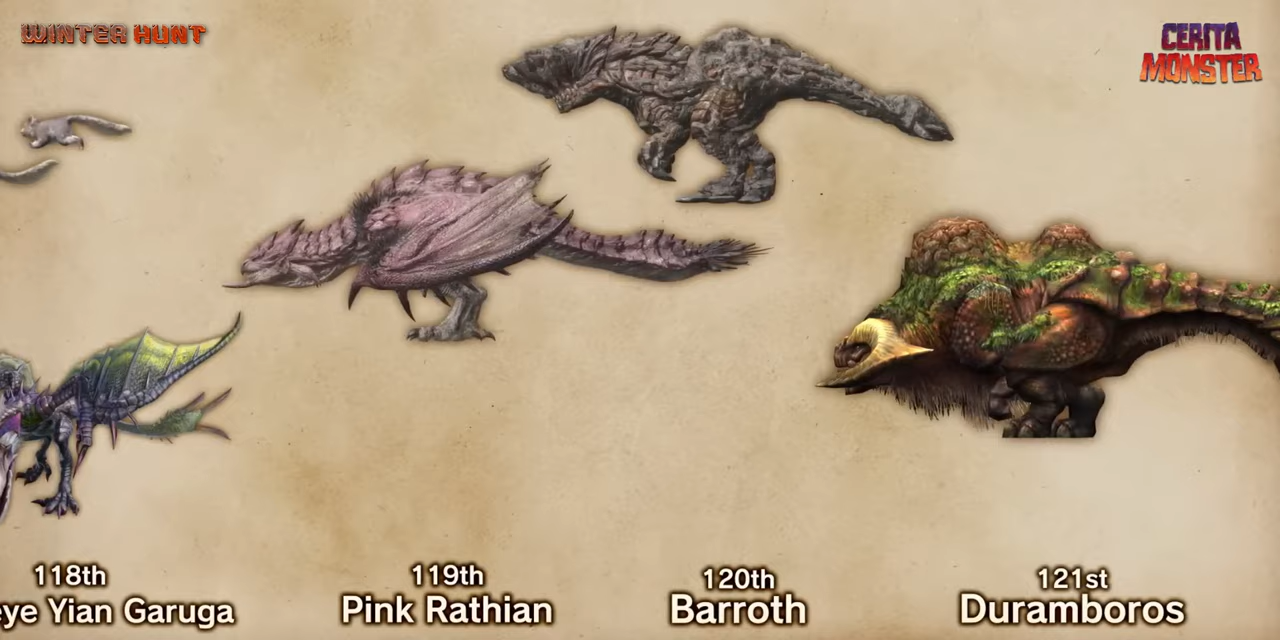 WINTER HUNT
CERITA
MONSTER
118th
eye Yian Garuga
119th
Pink Rathian
120th
Barroth
121st
Duramboros